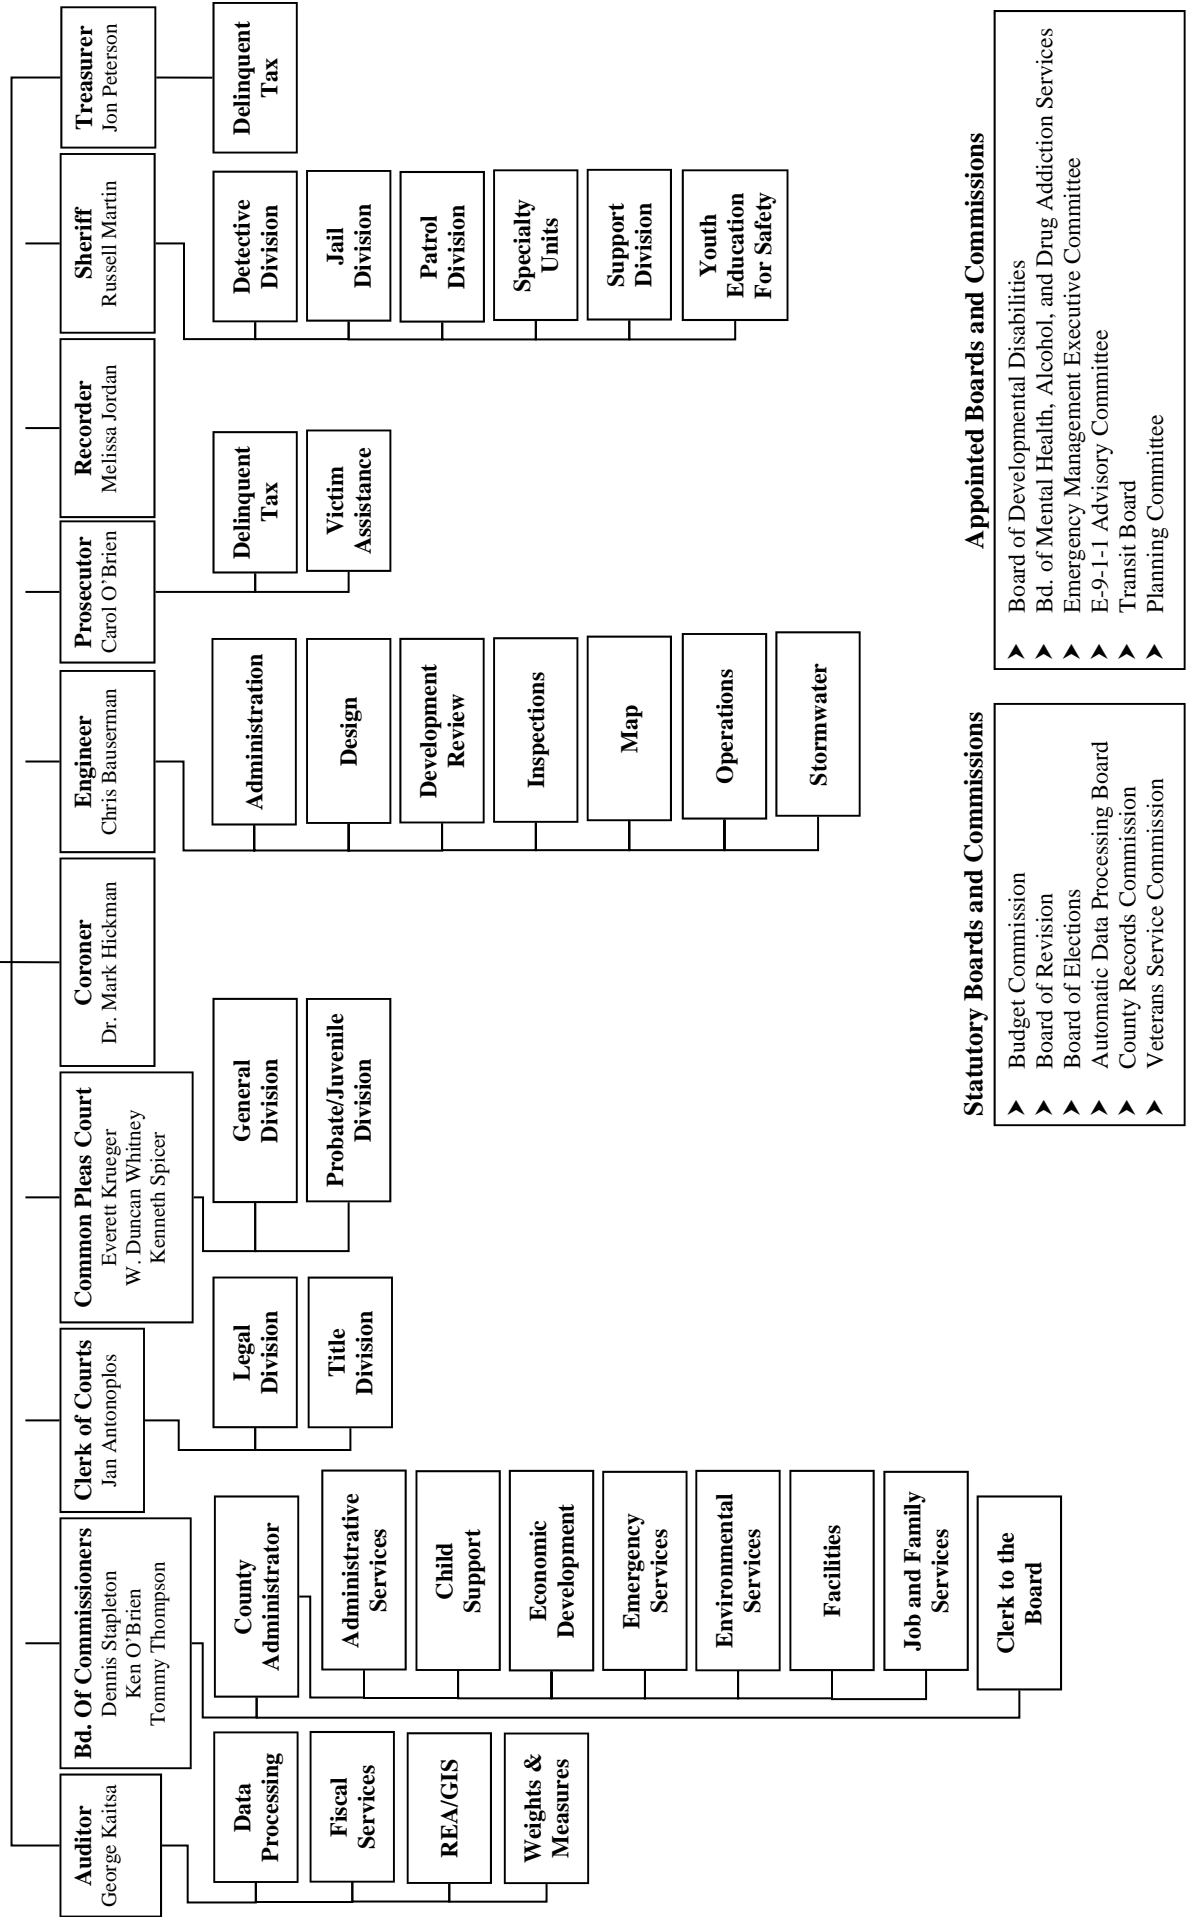 Auditor
George Kaitsa
Data
Processing
Fiscal
Services
REA/GIS
Weights &
Measures
Bd. Of Commissioners
Dennis Stapleton
Ken O'Brien
Tommy Thompson
County
Administrator
Administrative
Services
Child
Support
Economic
Development
Emergency
Services
Environmental
Services
Facilities
Job and Family
Services
Clerk to the
Board
Clerk of Courts
Jan Antonoplos
Legal
Division
Title
Division
Common Pleas Court
Everett Krueger
W. Duncan Whitney
Kenneth Spicer
General
Division
Probate/Juvenile
Division
Coroner
Dr. Mark Hickman
Engineer
Chris Bauserman
Administration
Design
Development
Review
Inspections
Map
Operations
Stormwater
Prosecutor
Carol O'Brien
Delinquent
Tax
Victim
Assistance
Recorder
Melissa Jordan
Sheriff
Russell Martin
Detective
Division
Jail
Division
Patrol
Division
Specialty
Units
Support
Division
Youth
Education
For Safety
Treasurer
Jon Peterson
Delinquent
Tax
Statutory Boards and Commissions
Budget Commission
Board of Revision
Board of Elections
Automatic Data Processing Board
County Records Commission
Veterans Service Commission
Appointed Boards and Commissions
Board of Developmental Disabilities
Bd. of Mental Health, Alcohol, and Drug Addiction Services
Emergency Management Executive Committee
E-9-1-1 Advisory Committee
Transit Board
Planning Committee